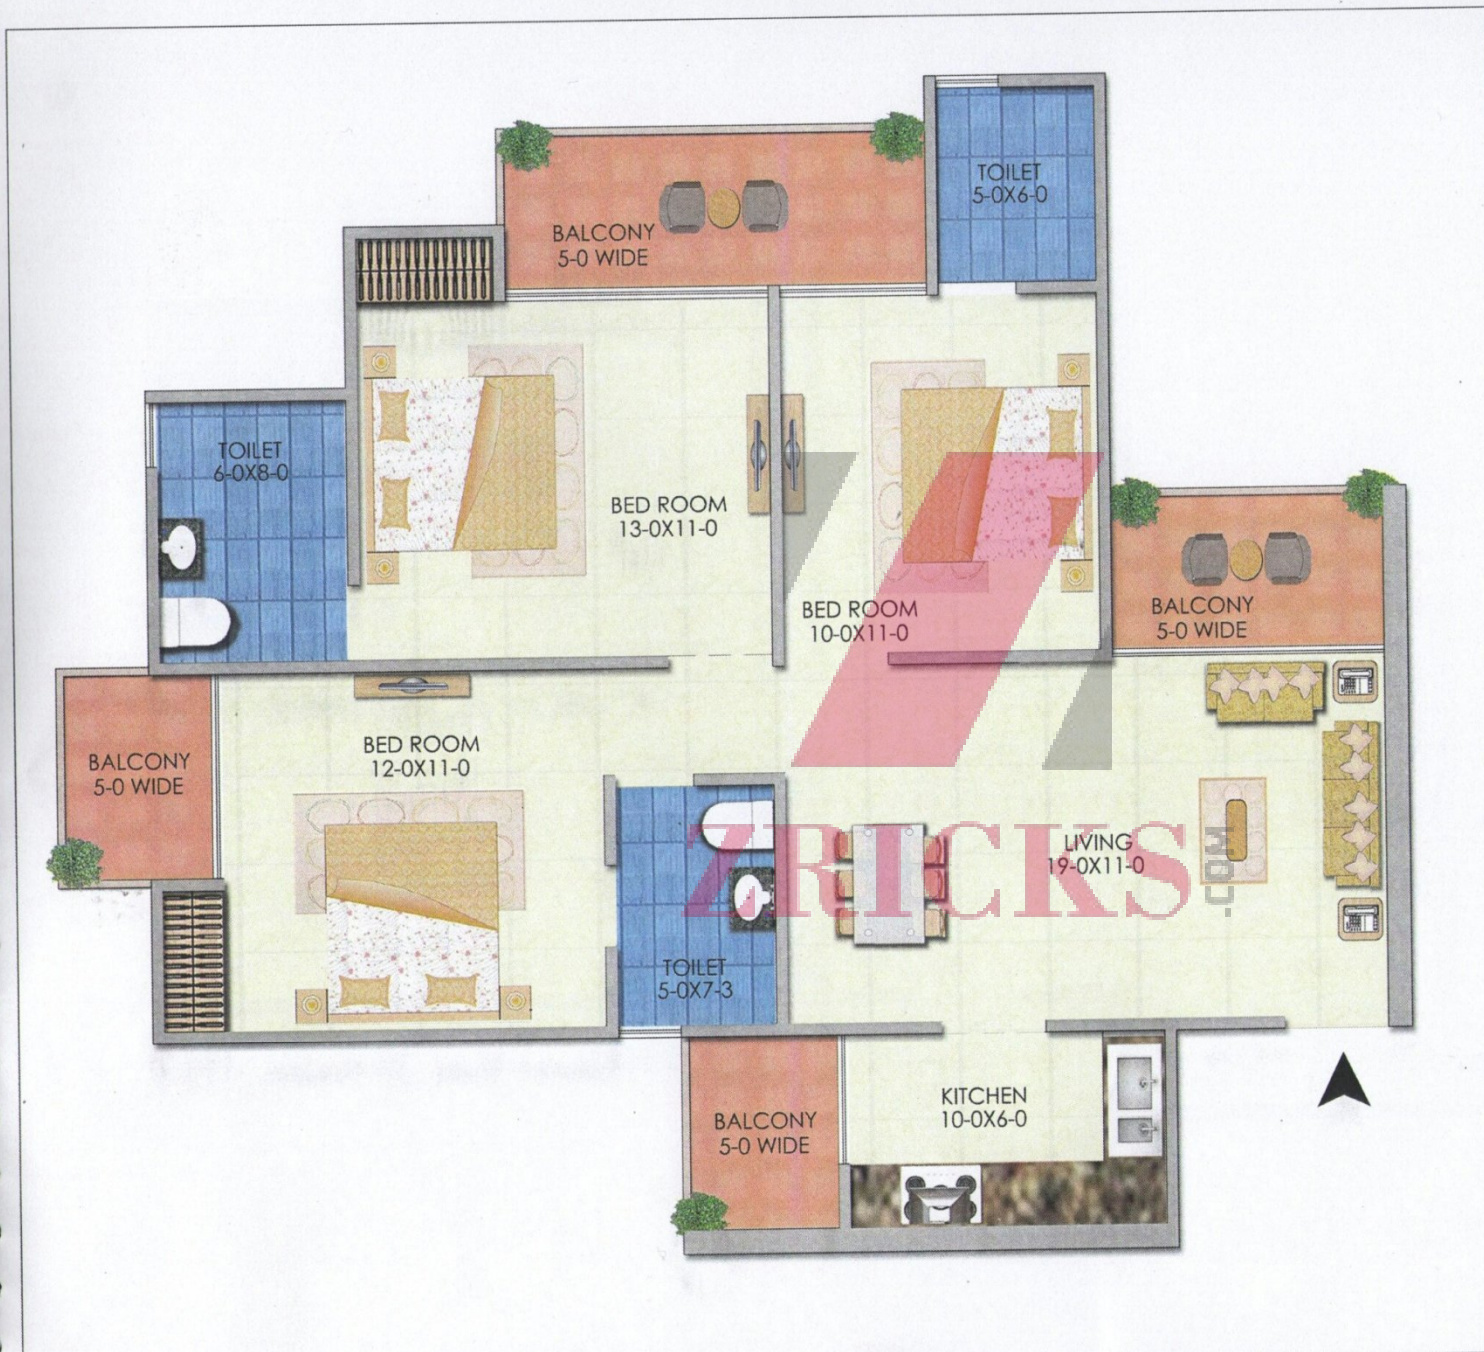 TOILET
5-0X6-0
BALCONY
5-0 WIDE
TOILET
6-0X8-0
BED ROOM
13-0X11-0
BED ROOM
10-0X11-0
BALCONY
5-0 WIDE
BALCONY
5-0 WIDE
BED ROOM
12-0X11-0
LIVING
19-0X11-0
ZRICKS
.COM
TOILET
5-0X7-3
KITCHEN
10-0X6-0
BALCONY
5-0 WIDE